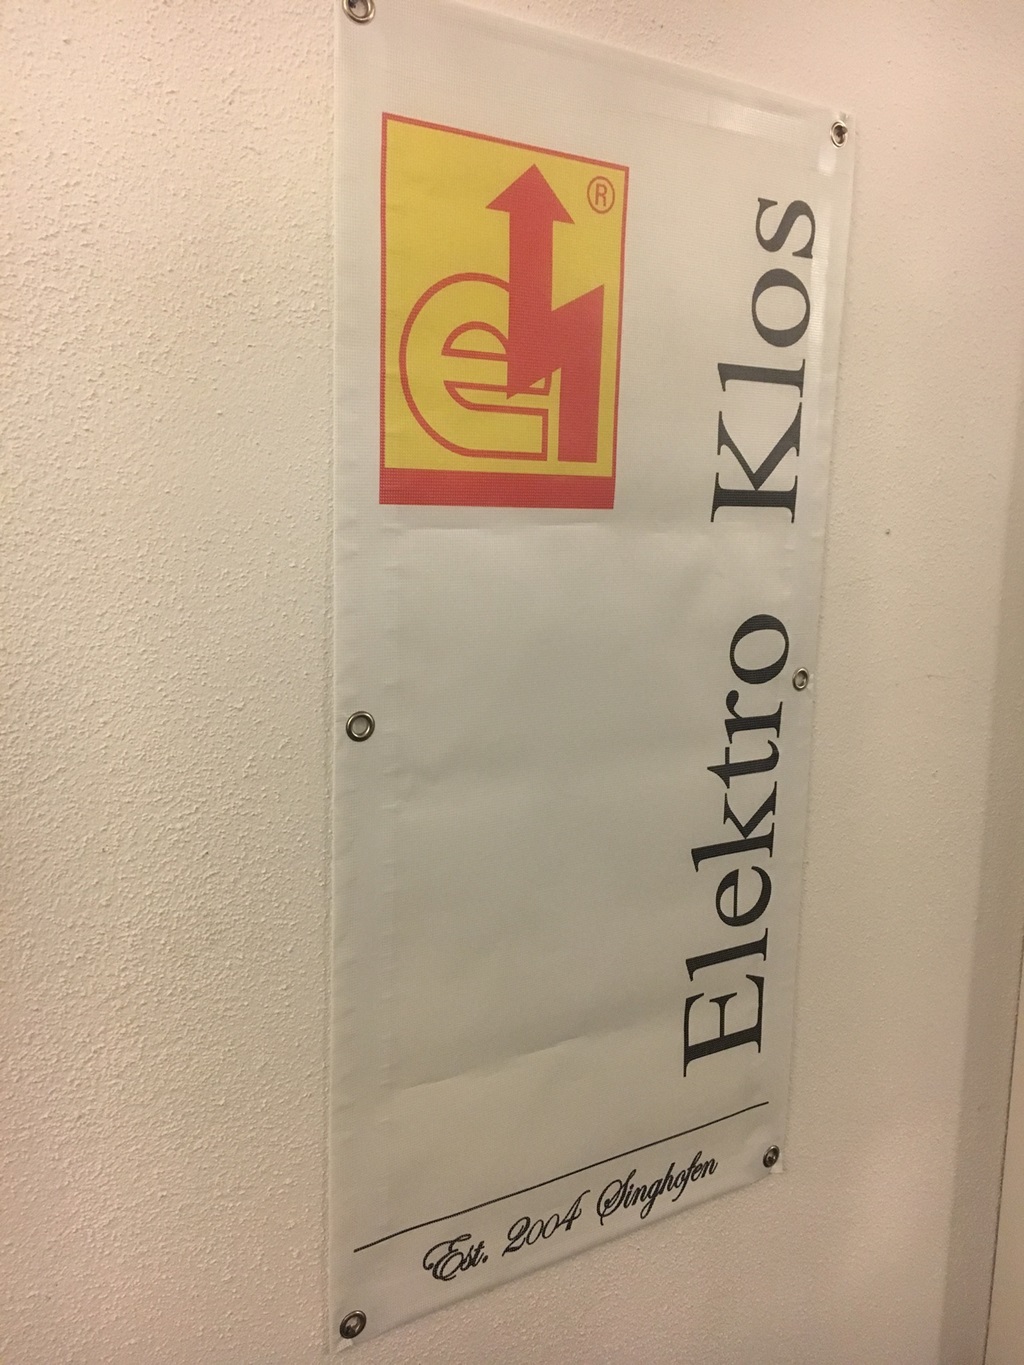 ®
Elektro Klos
Est. 2004 Singhofen